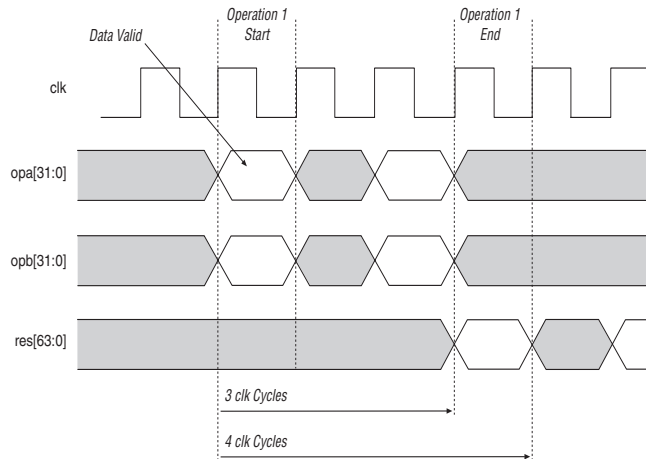 Operation 1
Start
Operation 1
End
Data Valid
clk
opa[31:0]
opb[31:0]
res[63:0]
3 clk Cycles
4 clk Cycles